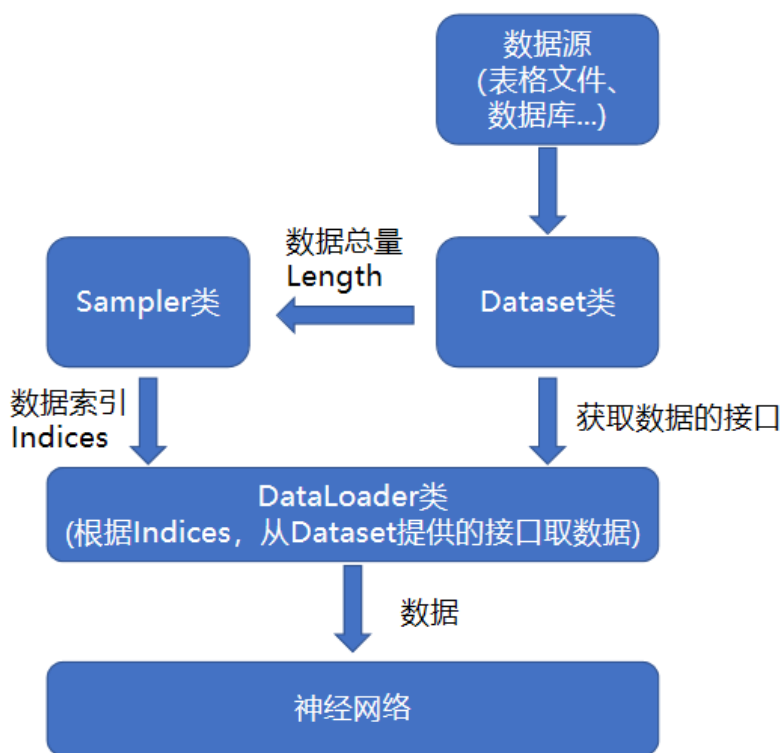 数据源
(表格文件、
数据库...)
数据总量
Length
Sampler类
Dataset类
数据索引
Indices
获取数据的接口
DataLoader类
(根据Indices，从Dataset提供的接口取数据)
数据
神经网络